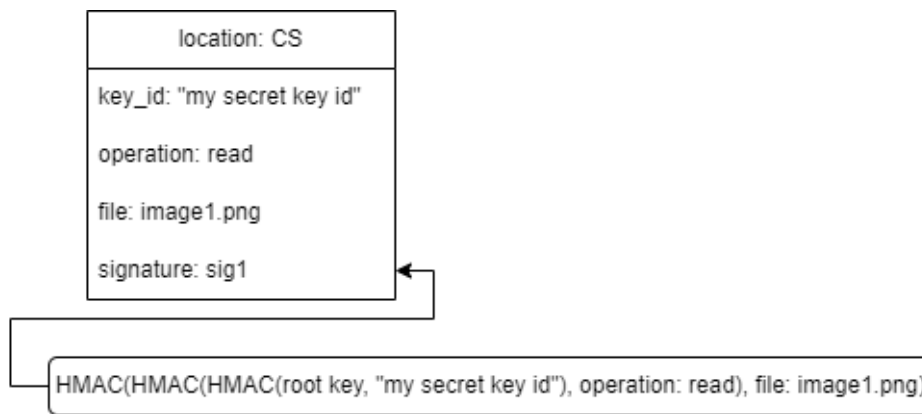 location: CS
key_id: "my secret key id"
operation: read
file: image1.png
signature: sig1
HMAC(HMAC(HMAC(root key, "my secret key id"), operation: read), file: image1.png)